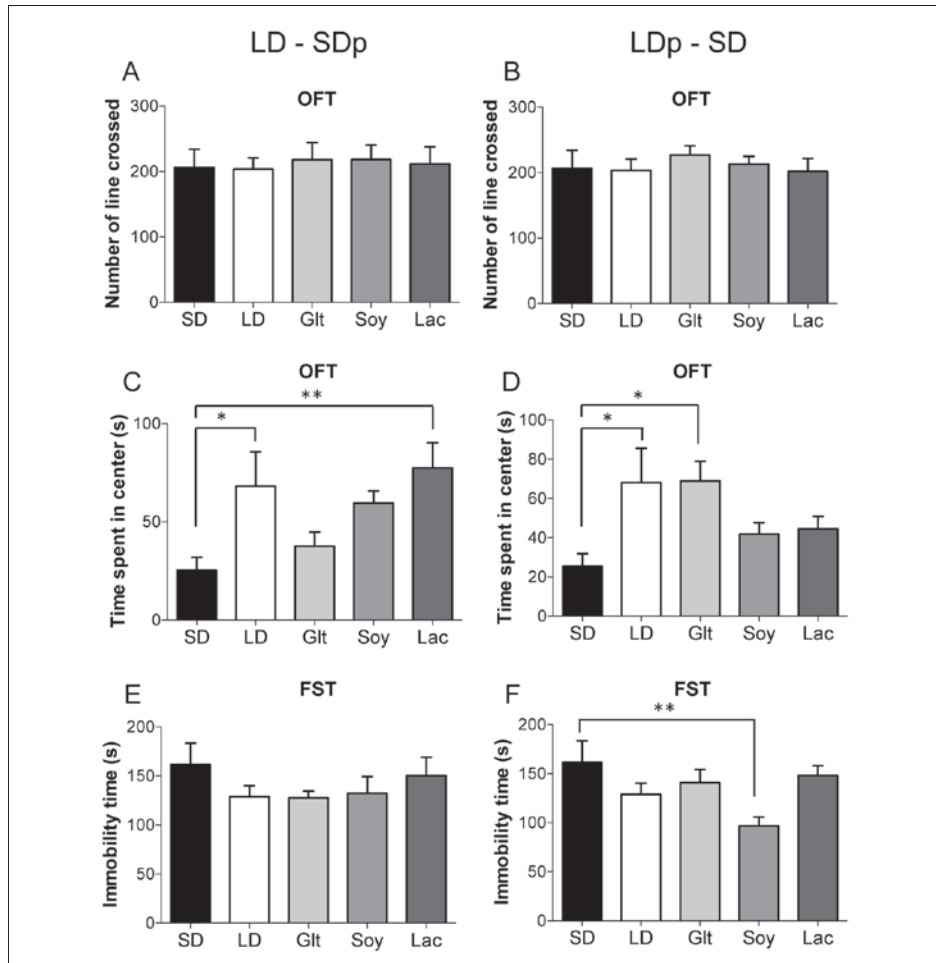 LD - SDp
LDp - SD
A
OFT
Number of line crossed
300
200
100
0
SD LD Glt Soy Lac
B
OFT
Number of line crossed
300
200
100
0
SD LD Glt Soy Lac
C
OFT
**
*
Time spent in center (s)
100
50
0
SD LD Glt Soy Lac
D
OFT
*
*
Time spent in center (s)
100
80
60
40
20
0
SD LD Glt Soy Lac
E
FST
Immobility time (s)
200
150
100
50
0
SD LD Glt Soy Lac
F
FST
**
Immobility time (s)
200
150
100
50
0
SD LD Glt Soy Lac